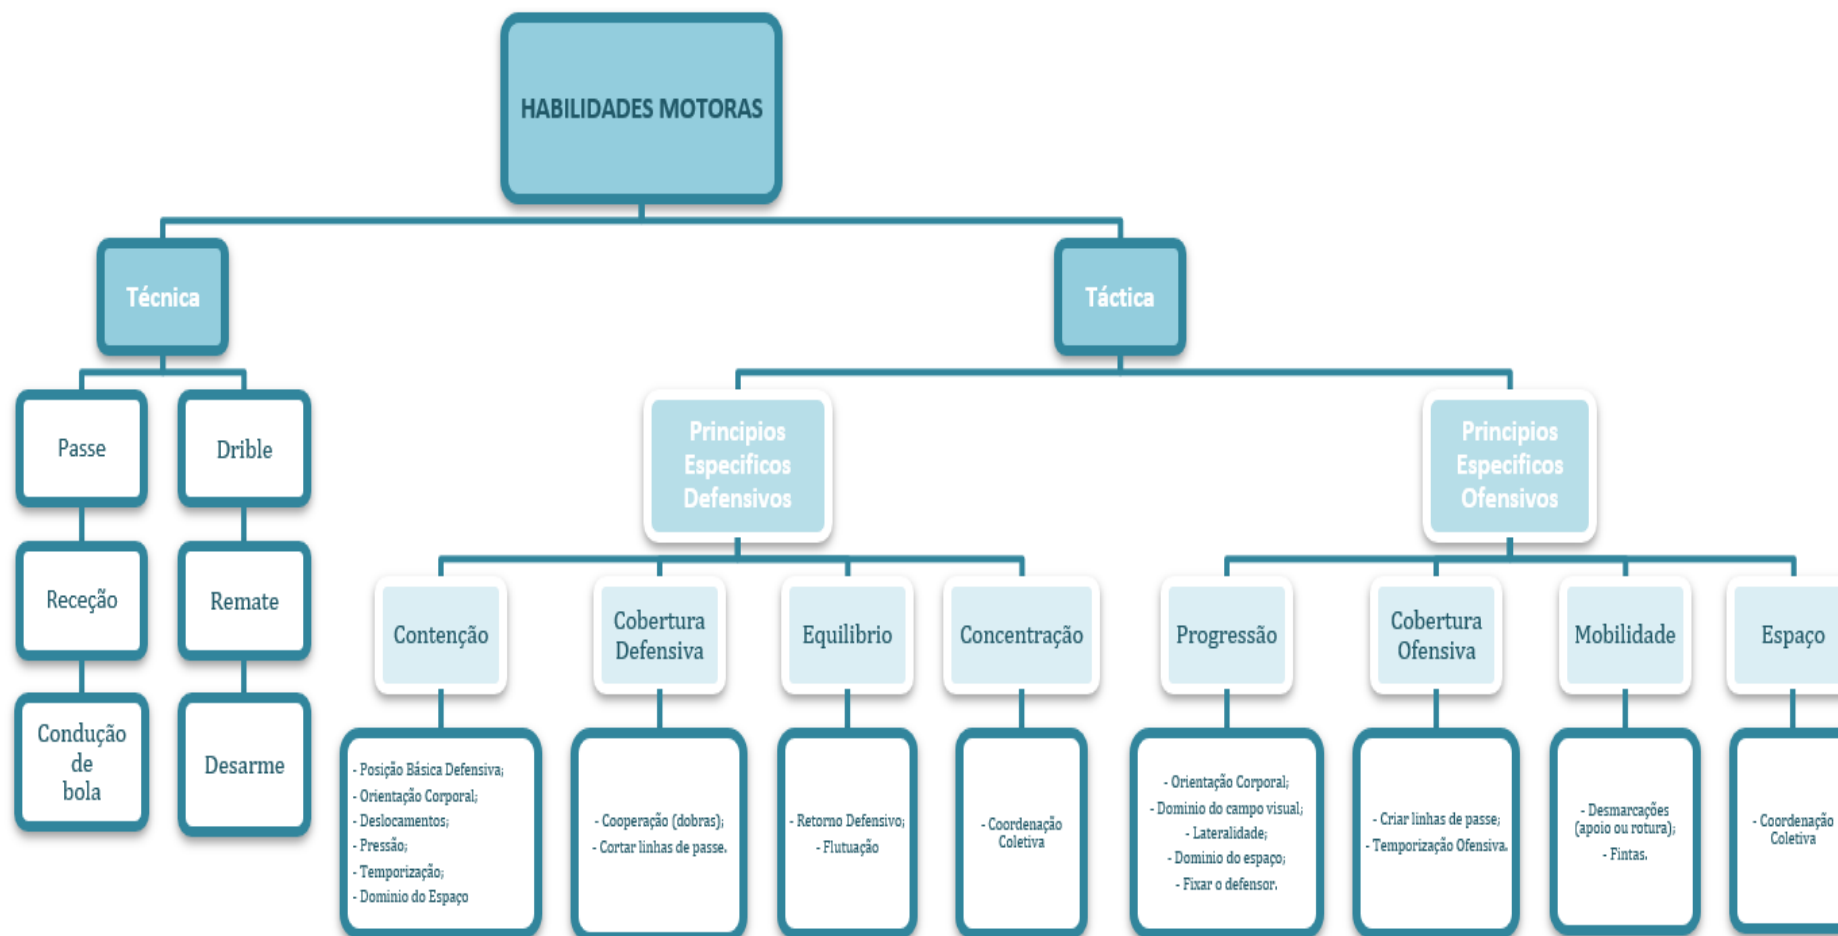 HABILIDADES MOTORAS
Técnica
Táctica
Passe
Drible
Receção
Remate
Condução
de
bola
Desarme
Principios
Especificos
Defensivos
Principios
Especificos
Ofensivos
Contenção
Cobertura
Defensiva
Equilibrio
Concentração
Progressão
Cobertura
Ofensiva
Mobilidade
Espaço
- Posição Básica Defensiva;
- Orientação Corporal;
- Deslocamentos;
- Pressão;
- Temporização;
- Dominio do Espaço
- Cooperação (dobras);
- Cortar linhas de passe.
- Retorno Defensivo;
- Flutuação
- Coordenação
Coletiva
- Orientação Corporal;
- Dominio do campo visual;
- Lateralidade;
- Dominio do espaço;
- Fixar o defensor.
- Criar linhas de passe;
- Temporização Ofensiva.
- Desmarcações
(apoio ou rotura);
- Fintas.
- Coordenação
Coletiva